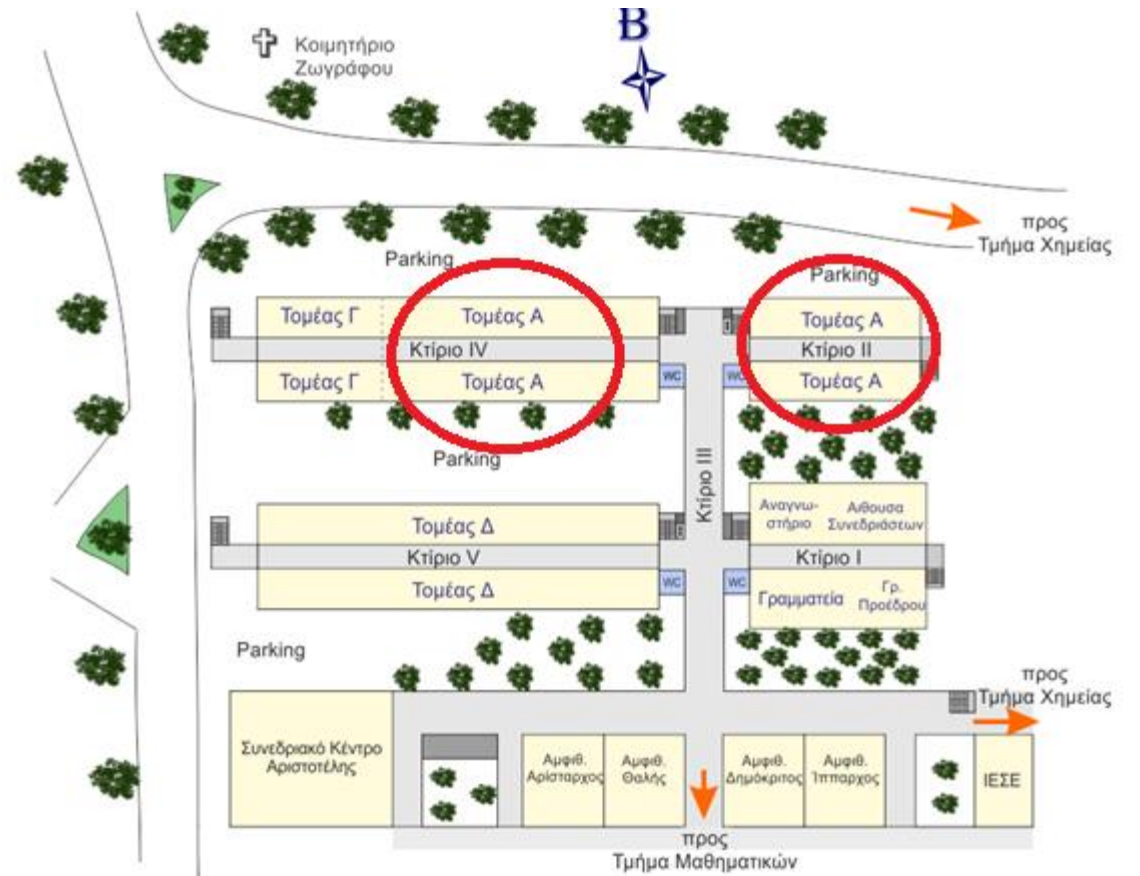 Β
Κοιμητήριο
Ζωγράφου
προς
Τμήμα Χημείας
Parking
Parking
Τομέας Γ
Τομέας Α
Κτίριο IV
Τομέας Γ
Τομέας Α
WC
Τομέας Α
Κτίριο II
Τομέας Α
WC
Parking
Κτίριο III
Τομέας Δ
Κτίριο V
Τομέας Δ
WC
Αναγνω-
στήριο
Αιθουσα
Συνεδριάσεων
Κτίριο I
WC
Γραμματεία
Γρ.
Προέδρου
Parking
προς
Τμήμα Χημείας
Συνεδριακό Κέντρο
Αριστοτέλης
Αμφιθ.
Αρίσταρχος
Αμφιθ.
Θαλής
Αμφιθ.
Δημόκριτος
Αμφιθ.
Ίππαρχος
ΙΕΣΕ
προς
Τμήμα Μαθηματικών